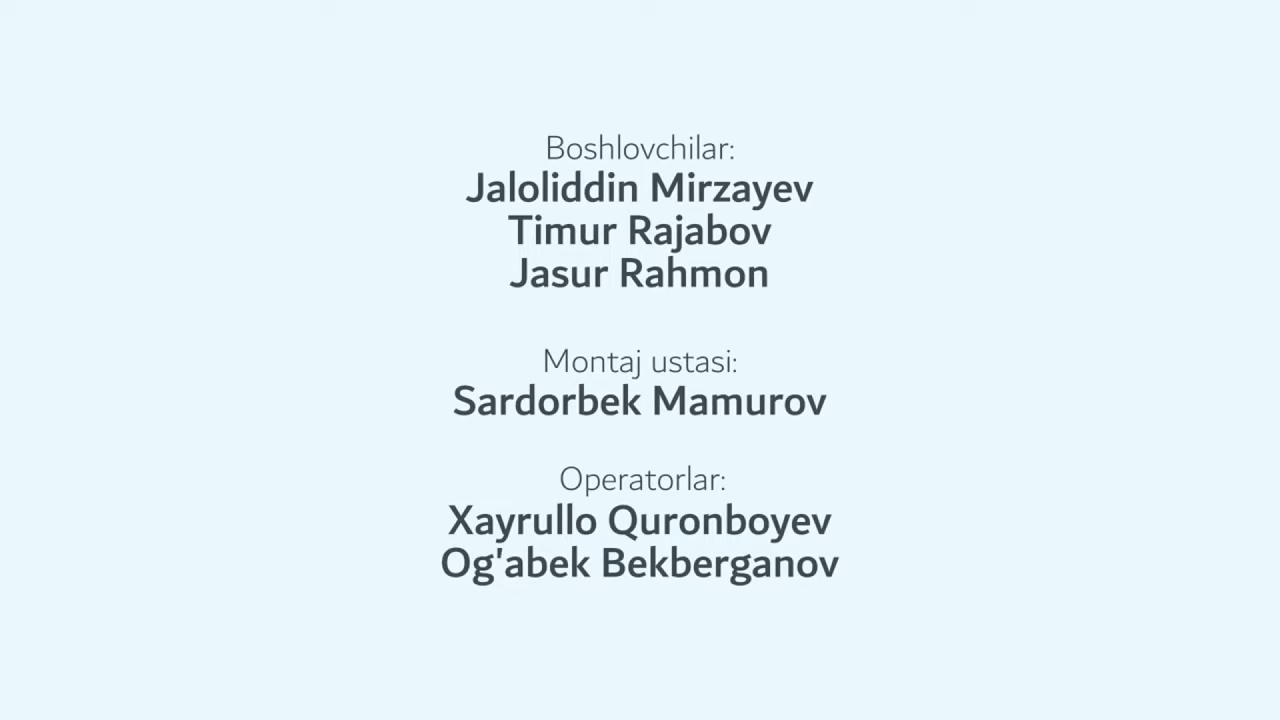 Boshlovchilar:
Jaloliddin Mirzayev
Timur Rajabov
Jasur Rahmon
Montaj ustasi:
Sardorbek Mamurov
Operatorlar:
Xayrullo Quronboyev
Og'abek Bekberganov